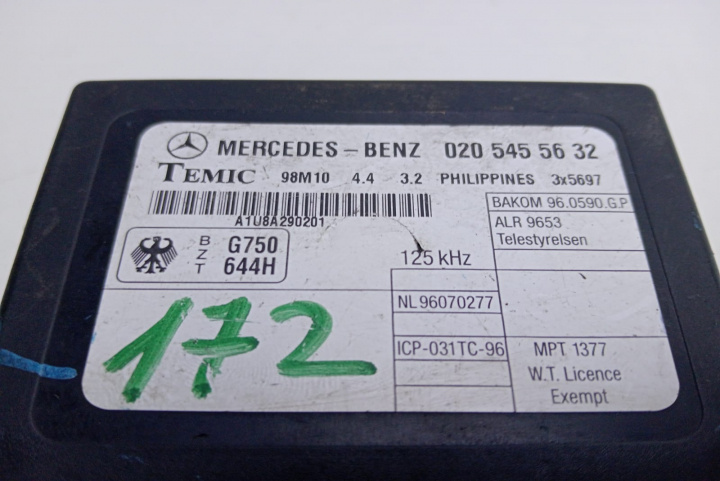 MERCEDES-BENZ 020 545 56 32
TEMIC 98M10 4.4 3.2 PHILIPPINES 3x5697
A1U8A290201
BAKOM 96.0590.G.P
ALR 9653
Telestyrelsen
BZT G750 644H
125 kHz
NL 96070277
ICP-031TC-96
MPT 1377
W.T. Licence
Exempt
172